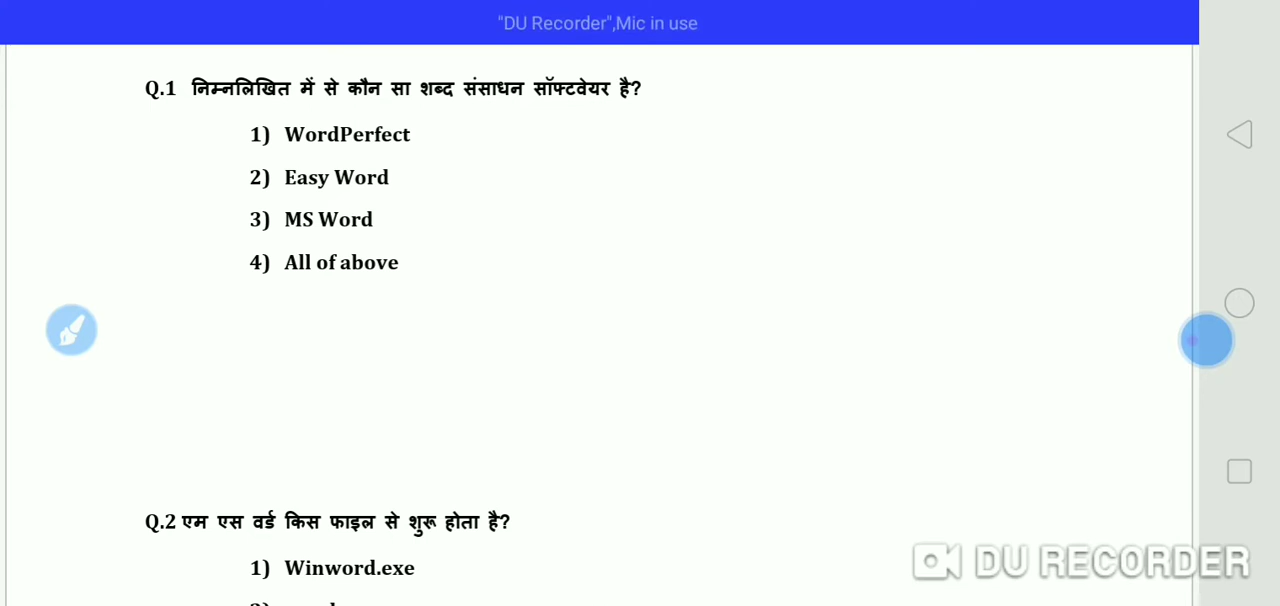 "DU Recorder",Mic in use
Q.1 निम्नलिखित में से कौन सा शब्द संसाधन सॉफ्टवेयर है?
1) WordPerfect
2) Easy Word
3) MS Word
4) All of above
Q.2 एम एस वर्ड किस फाइल से शुरू होता है?
1) Winword.exe
DU RECORDER